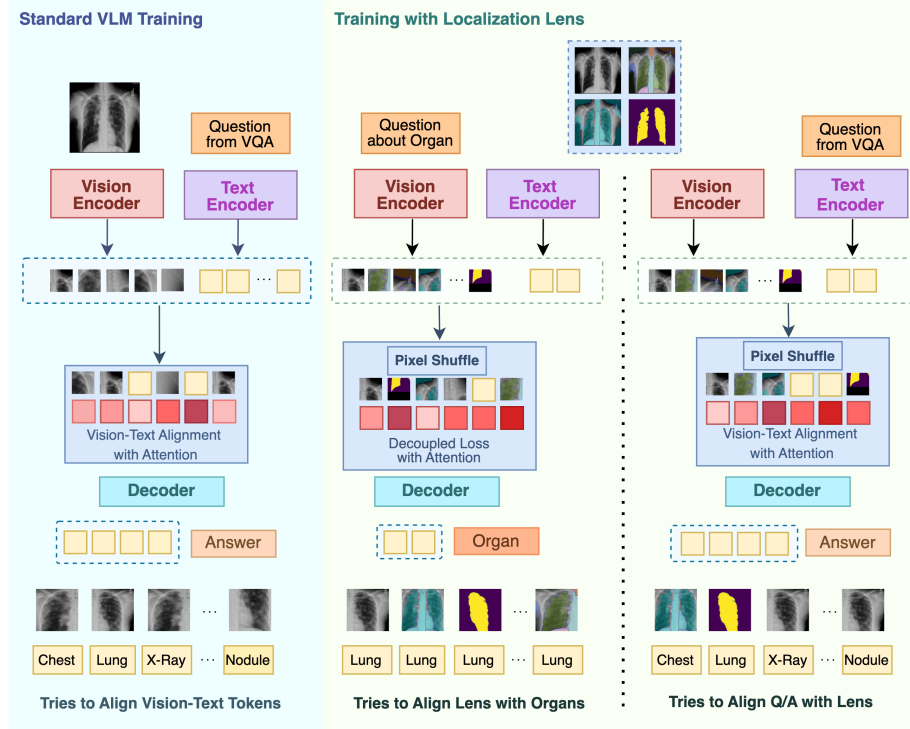 Standard VLM Training
Question
from VQA
Vision
Encoder
Text
Encoder
...
Vision-Text Alignment
with Attention
Decoder
Answer
...
Chest
Lung
X-Ray
...
Nodule
Tries to Align Vision-Text Tokens
Training with Localization Lens
Question
about Organ
Vision
Encoder
Text
Encoder
...
Pixel Shuffle
Decoupled Loss
with Attention
Decoder
Organ
...
Lung
Lung
Lung
...
Lung
Tries to Align Lens with Organs
Question
from VQA
Vision
Encoder
Text
Encoder
...
Pixel Shuffle
Vision-Text Alignment
with Attention
Decoder
Answer
...
Chest
Lung
X-Ray
...
Nodule
Tries to Align Q/A with Lens